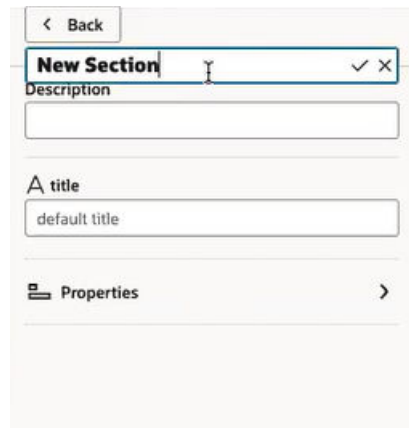 Back
New Section
Description
A title
default title
Properties